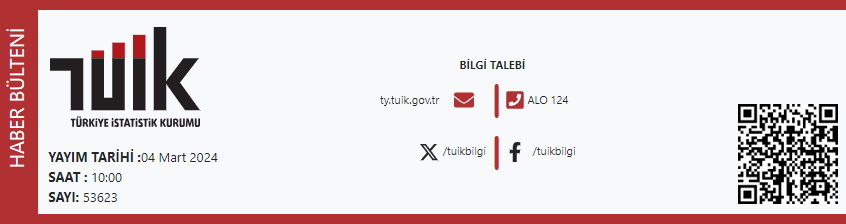 HABER BÜLTENİ
TÜİK
TÜRKİYE İSTATİSTİK KURUMU
YAYIM TARİHİ :04 Mart 2024
SAAT : 10:00
SAYI: 53623
BİLGİ TALEBİ
ty.tuik.gov.tr
ALO 124
/tuikbilgi
/tuikbilgi